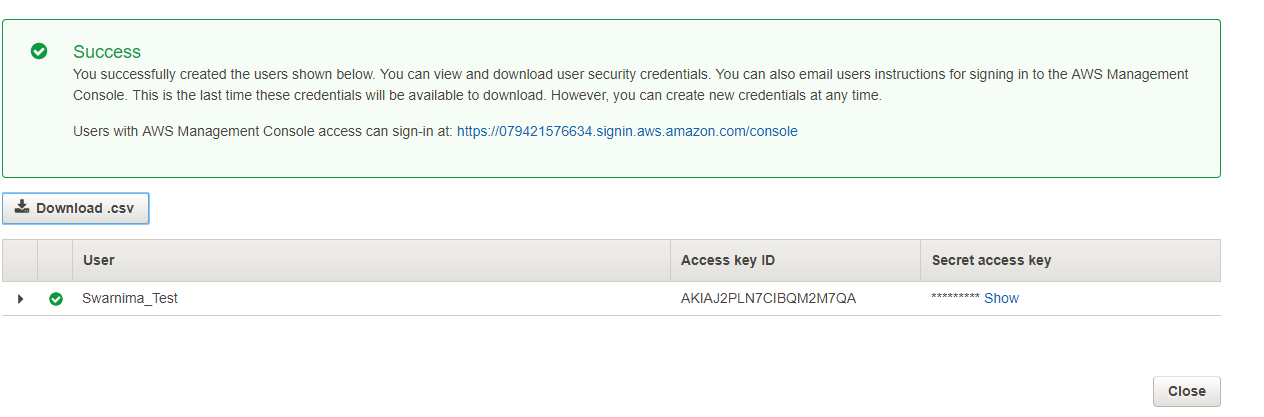 Success
You successfully created the users shown below. You can view and download user security credentials. You can also email users instructions for signing in to the AWS Management
Console. This is the last time these credentials will be available to download. However, you can create new credentials at any time.
Users with AWS Management Console access can sign-in at: https://079421576634.signin.aws.amazon.com/console
Download .csv
User Access key ID Secret access key
Swarnima_Test AKIAJ2PLN7CIBQM2M7QA ********* Show
Close